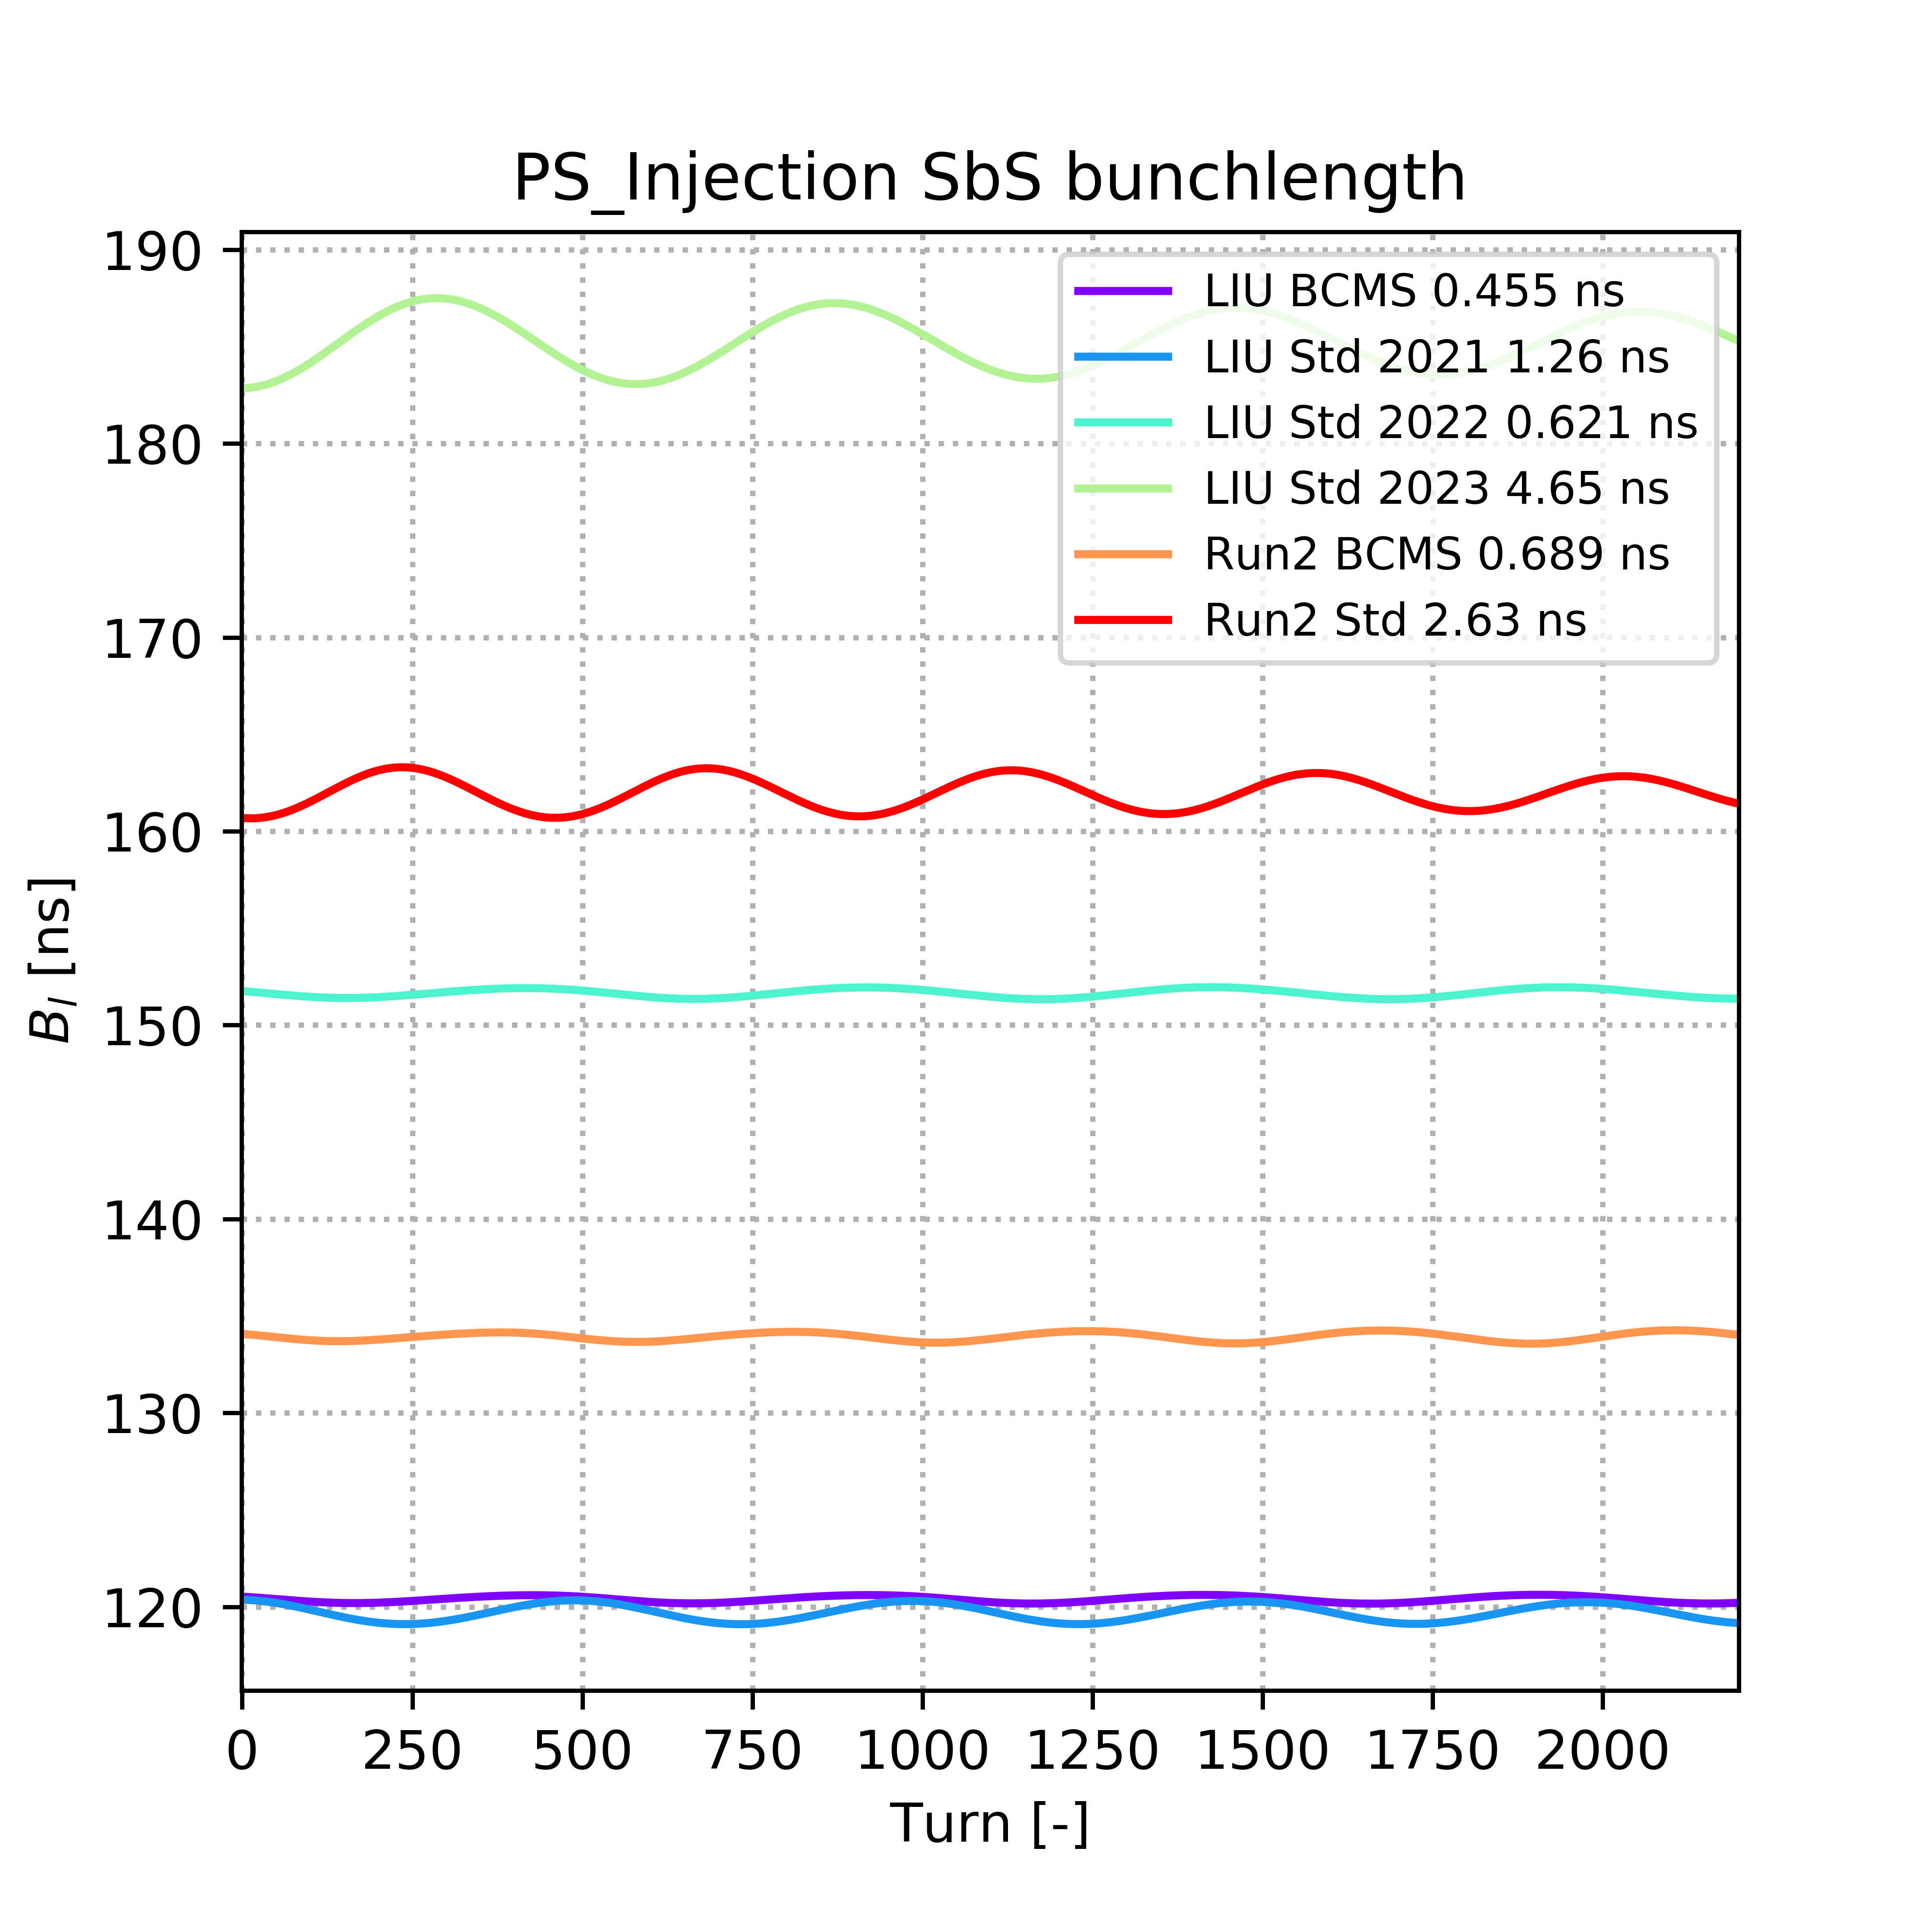 PS_Injection SbS bunchlength
190
180
170
160
150
140
130
120
B_l [ns]
LIU BCMS 0.455 ns
LIU Std 2021 1.26 ns
LIU Std 2022 0.621 ns
LIU Std 2023 4.65 ns
Run2 BCMS 0.689 ns
Run2 Std 2.63 ns
0 250 500 750 1000 1250 1500 1750 2000
Turn [-]